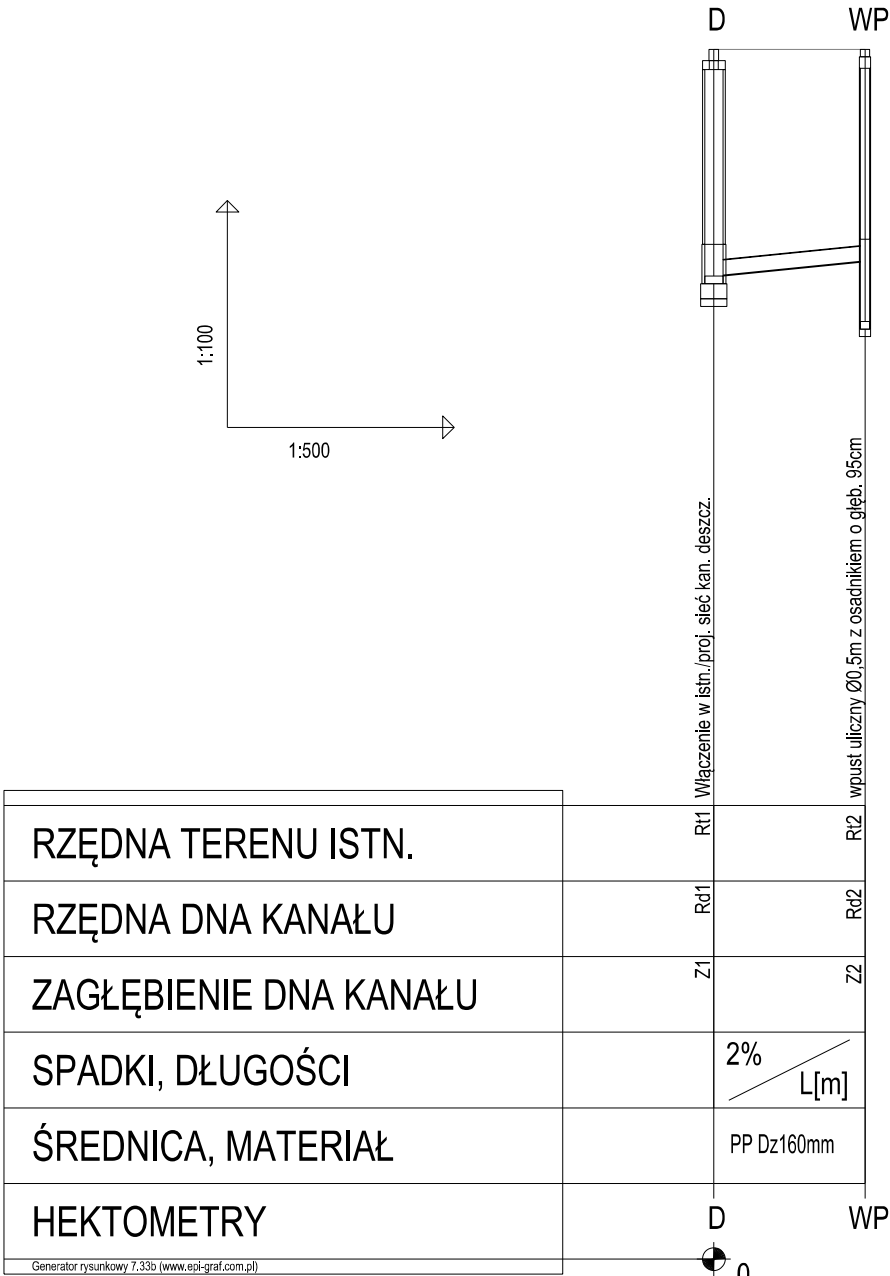 D WP
1:100
1:500
Włączenie w istn./proj. sieć kan. deszcz.
wpust uliczny Ø0,5m z osadnikiem o głęb. 95cm
RZĘDNA TERENU ISTN. Rt1 Rt2
RZĘDNA DNA KANAŁU Rd1 Rd2
ZAGŁĘBIENIE DNA KANAŁU Z1 Z2
SPADKI, DŁUGOŚCI 2% L[m]
ŚREDNICA, MATERIAŁ PP Dz160mm
HEKTOMETRY D WP
Generator rysunkowy 7.33b (www.epi-graf.com.pl)
0